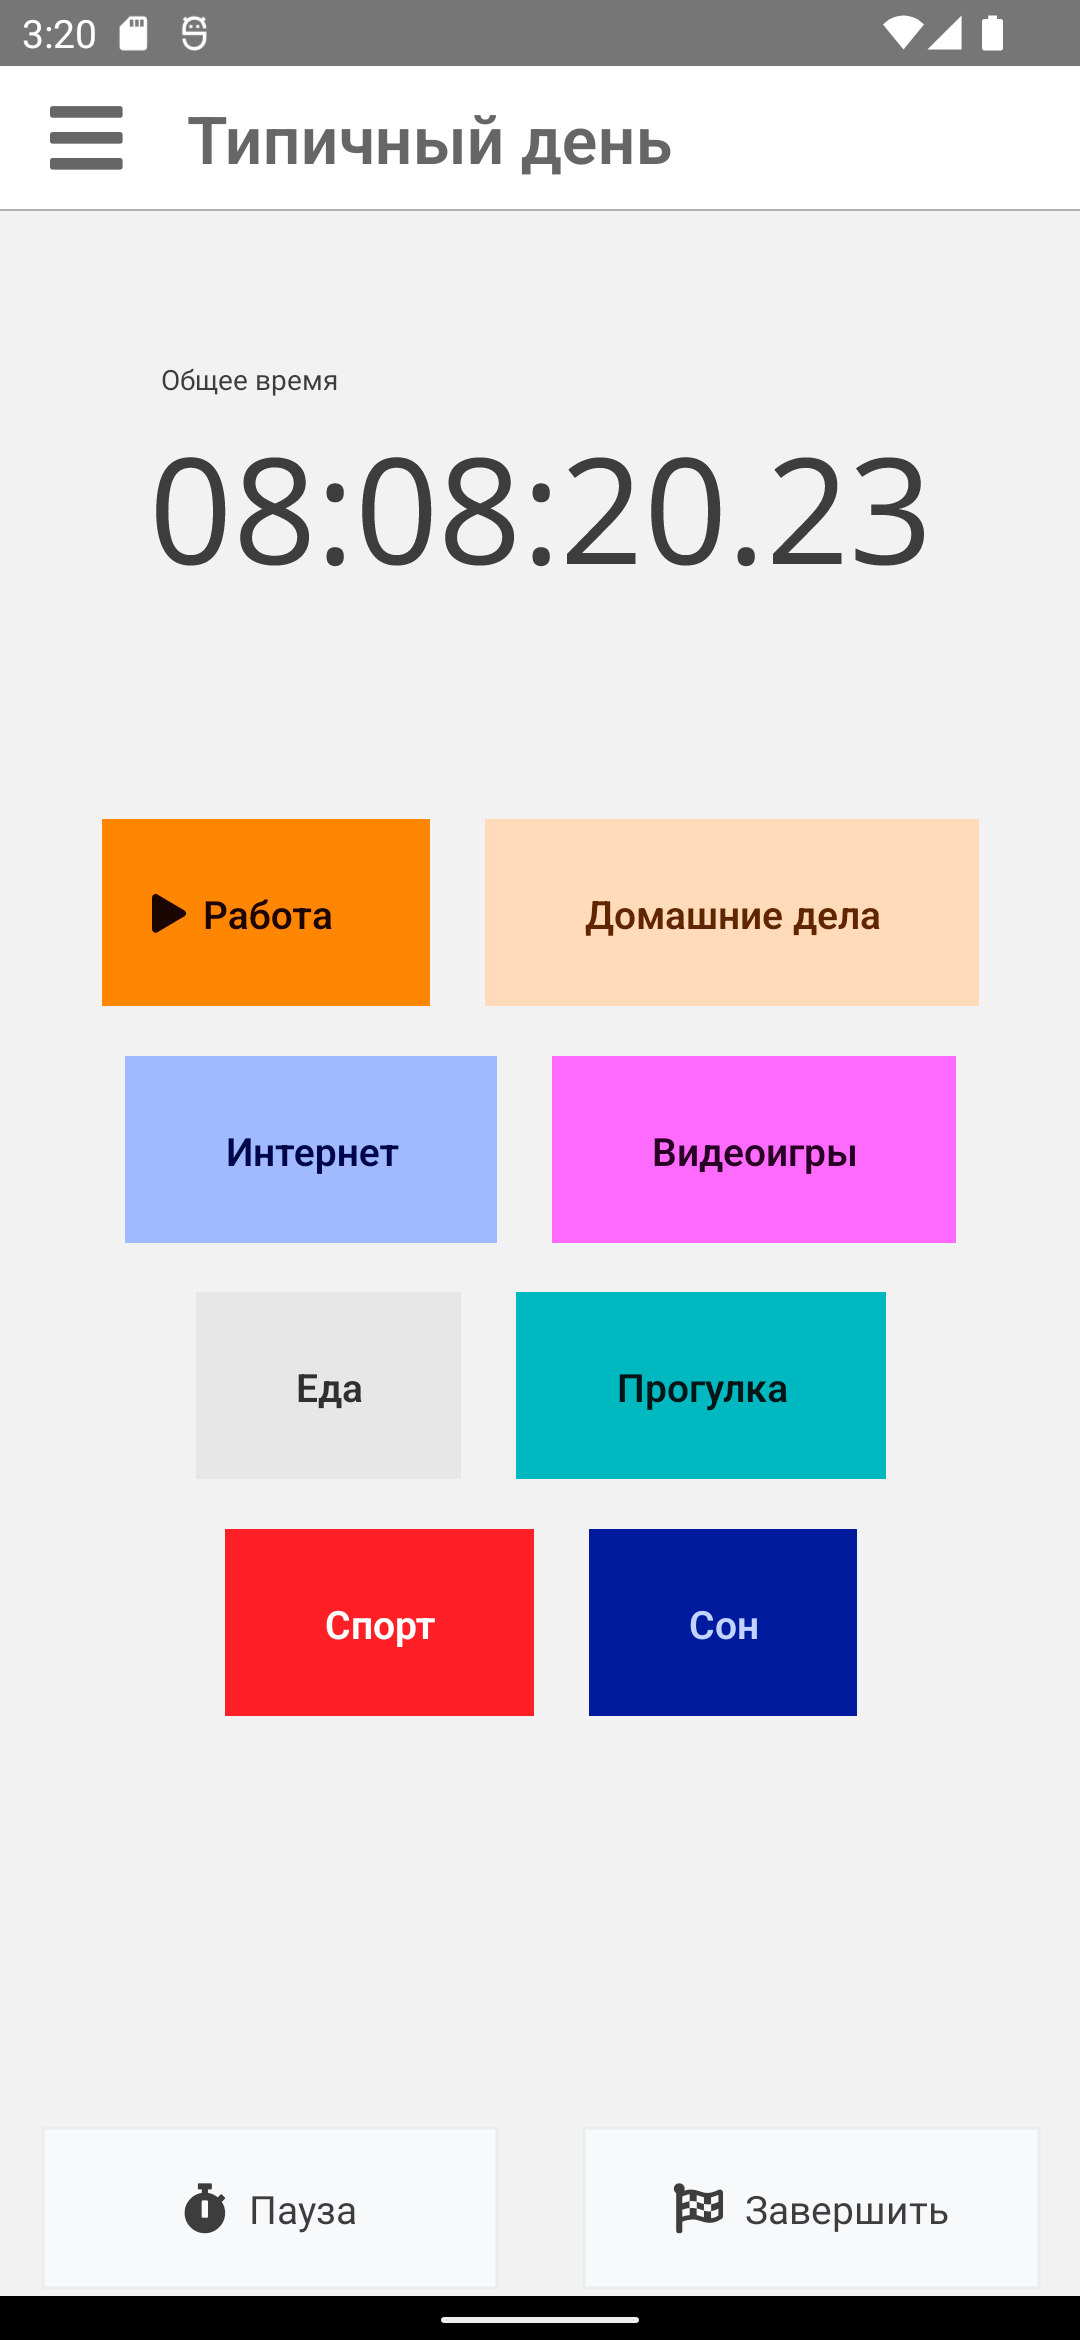 3:20
Типичный день
Общее время
08:08:20.23
Работа
Домашние дела
Интернет
Видеоигры
Еда
Прогулка
Спорт
Сон
Пауза
Завершить